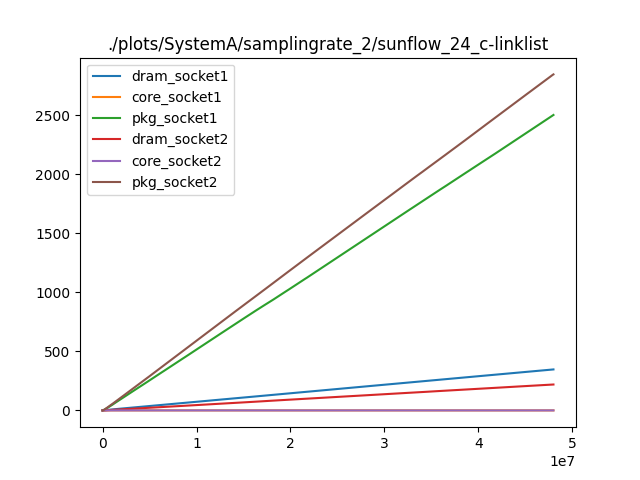 ./plots/SystemA/samplingrate_2/sunflow_24_c-linklist
dram_socket1
core_socket1
pkg_socket1
dram_socket2
core_socket2
pkg_socket2
2500
2000
1500
1000
500
0
0 1 2 3 4 5
1e7